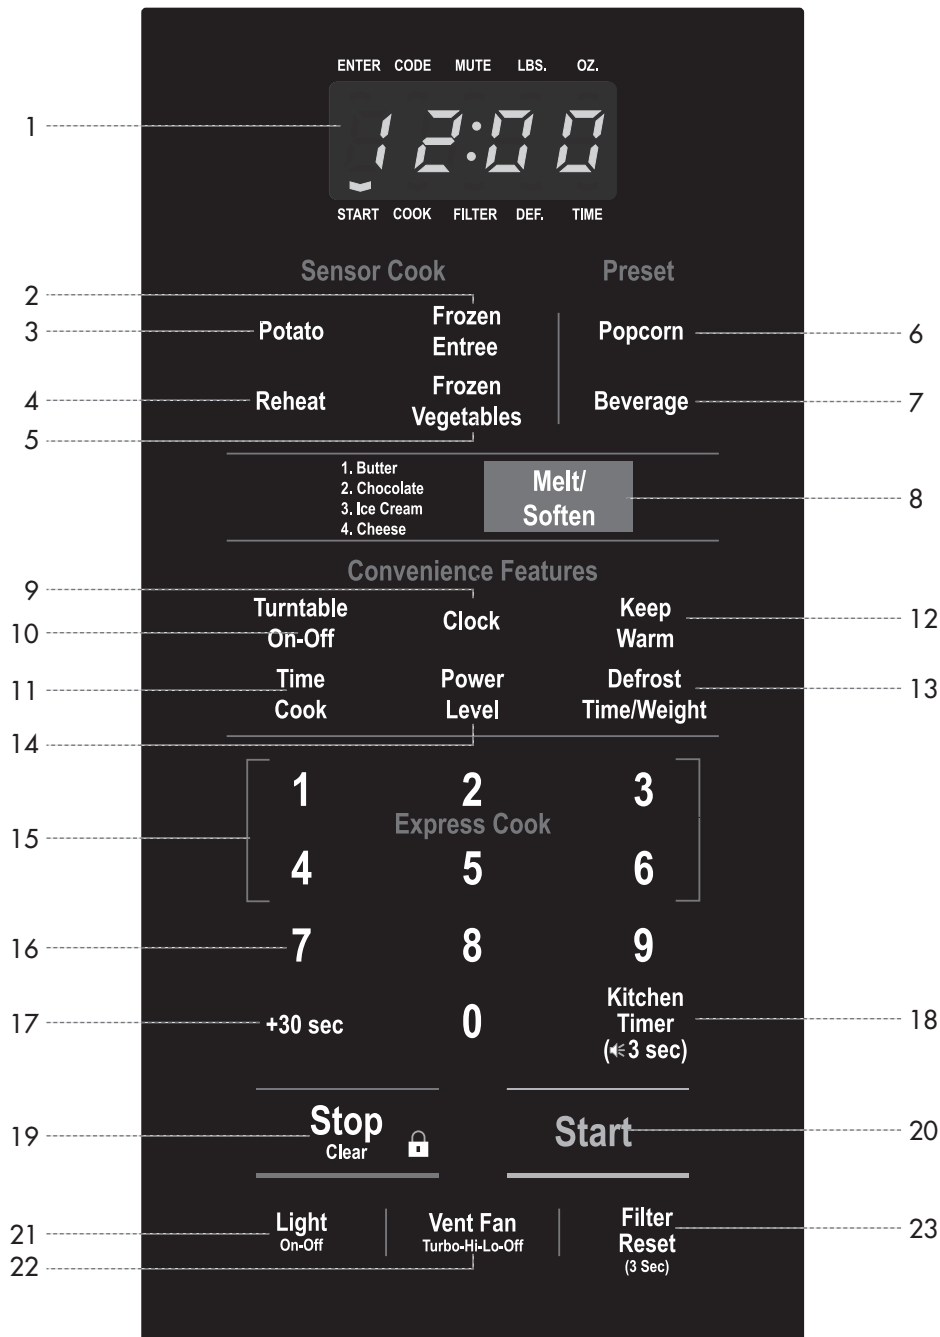 ENTER CODE MUTE LBS. OZ.
1
12:00
START COOK FILTER DEF. TIME
Sensor Cook Preset
2
3 Potato Frozen Entree Popcorn 6
4 Reheat Frozen Vegetables Beverage 7
5
1. Butter
2. Chocolate
3. Ice Cream
4. Cheese
Melt/
Soften
8
Convenience Features
9
10
Turntable
On-Off
Clock
Keep
Warm
12
11
Time
Cook
Power
Level
Defrost
Time/Weight
13
14
1 2 3
15 Express Cook
4 5 6
16 7 8 9
17 +30 sec 0
Kitchen
Timer
(3 sec)
18
19
Stop
Clear
Start 20
21
Light
On-Off
22
Vent Fan
Turbo-Hi-Lo-Off
Filter
Reset
(3 Sec)
23